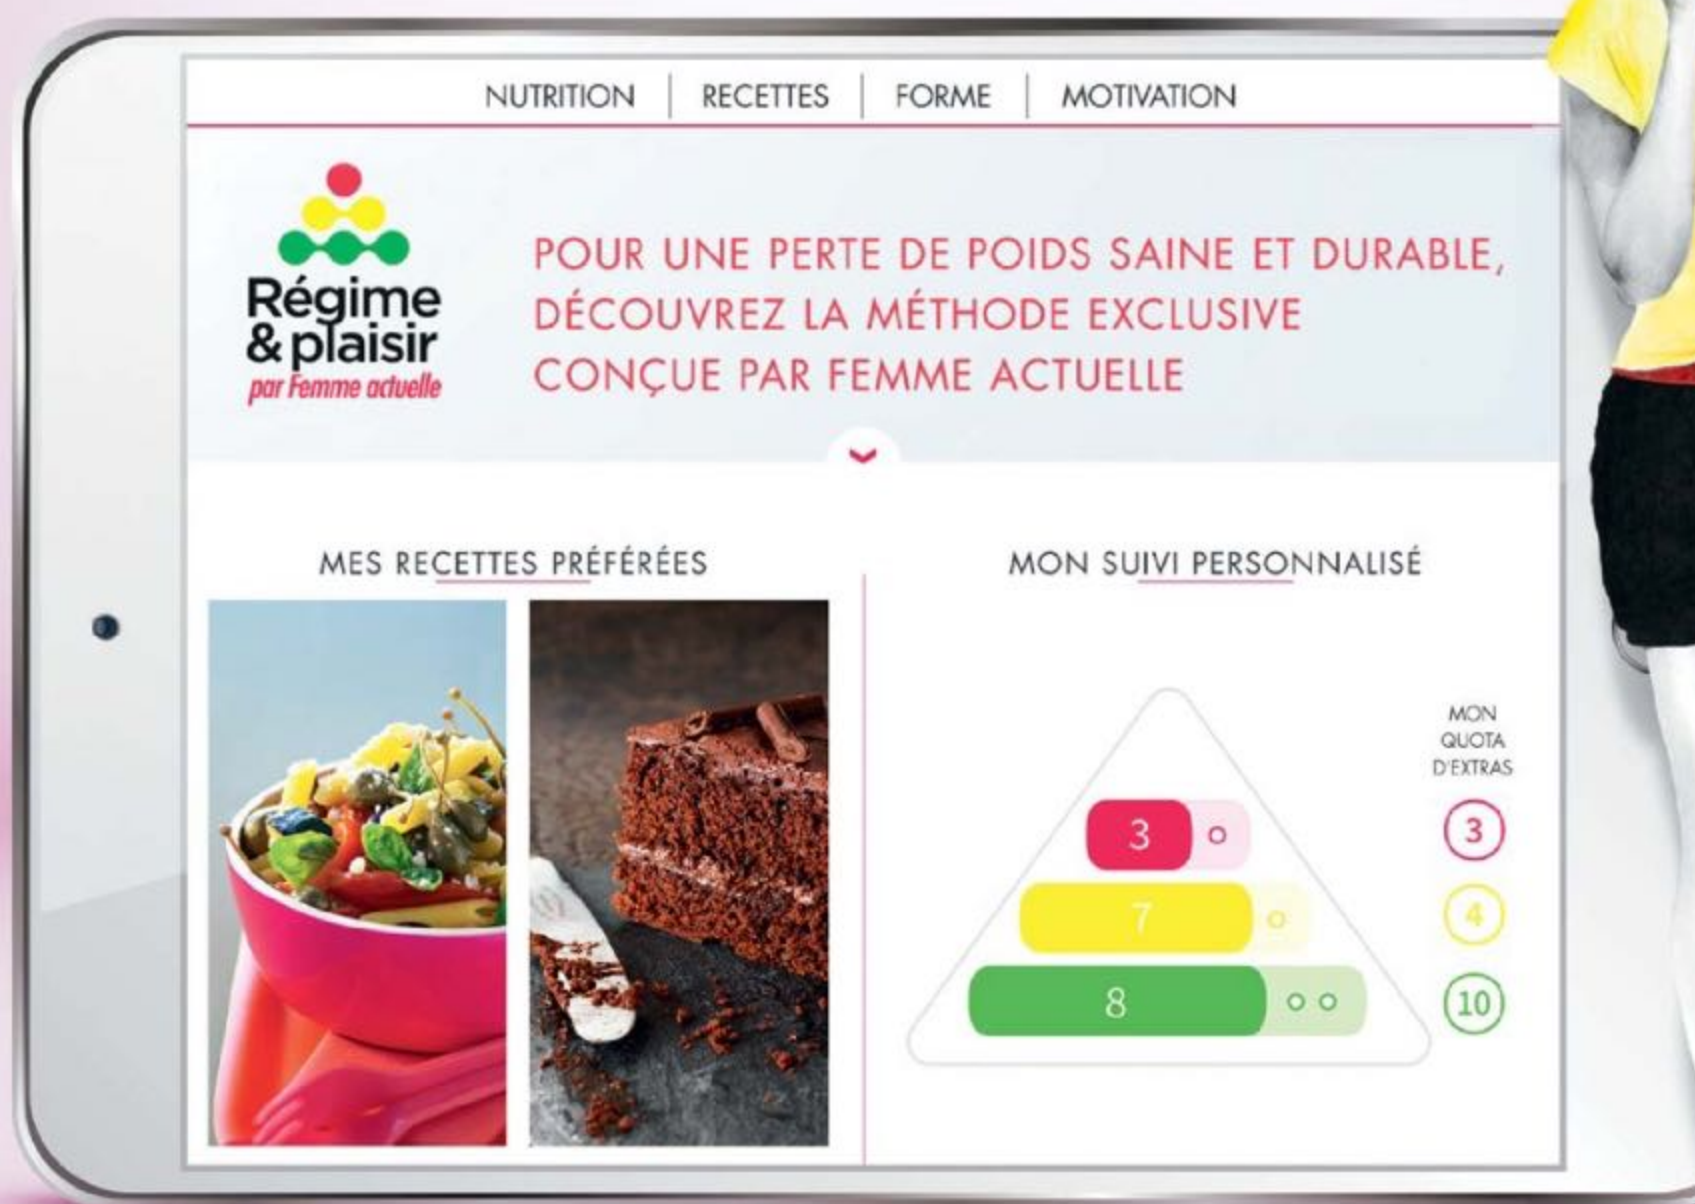 NUTRITION | RECETTES | FORME | MOTIVATION
Régime
& plaisir
par Femme actuelle
POUR UNE PERTE DE POIDS SAINE ET DURABLE,
DÉCOUVREZ LA MÉTHODE EXCLUSIVE
CONÇUE PAR FEMME ACTUELLE
MES RECETTES PRÉFÉRÉES
MON SUIVI PERSONNALISÉ
MON
QUOTA
D'EXTRAS
3 3
7 4
8 10